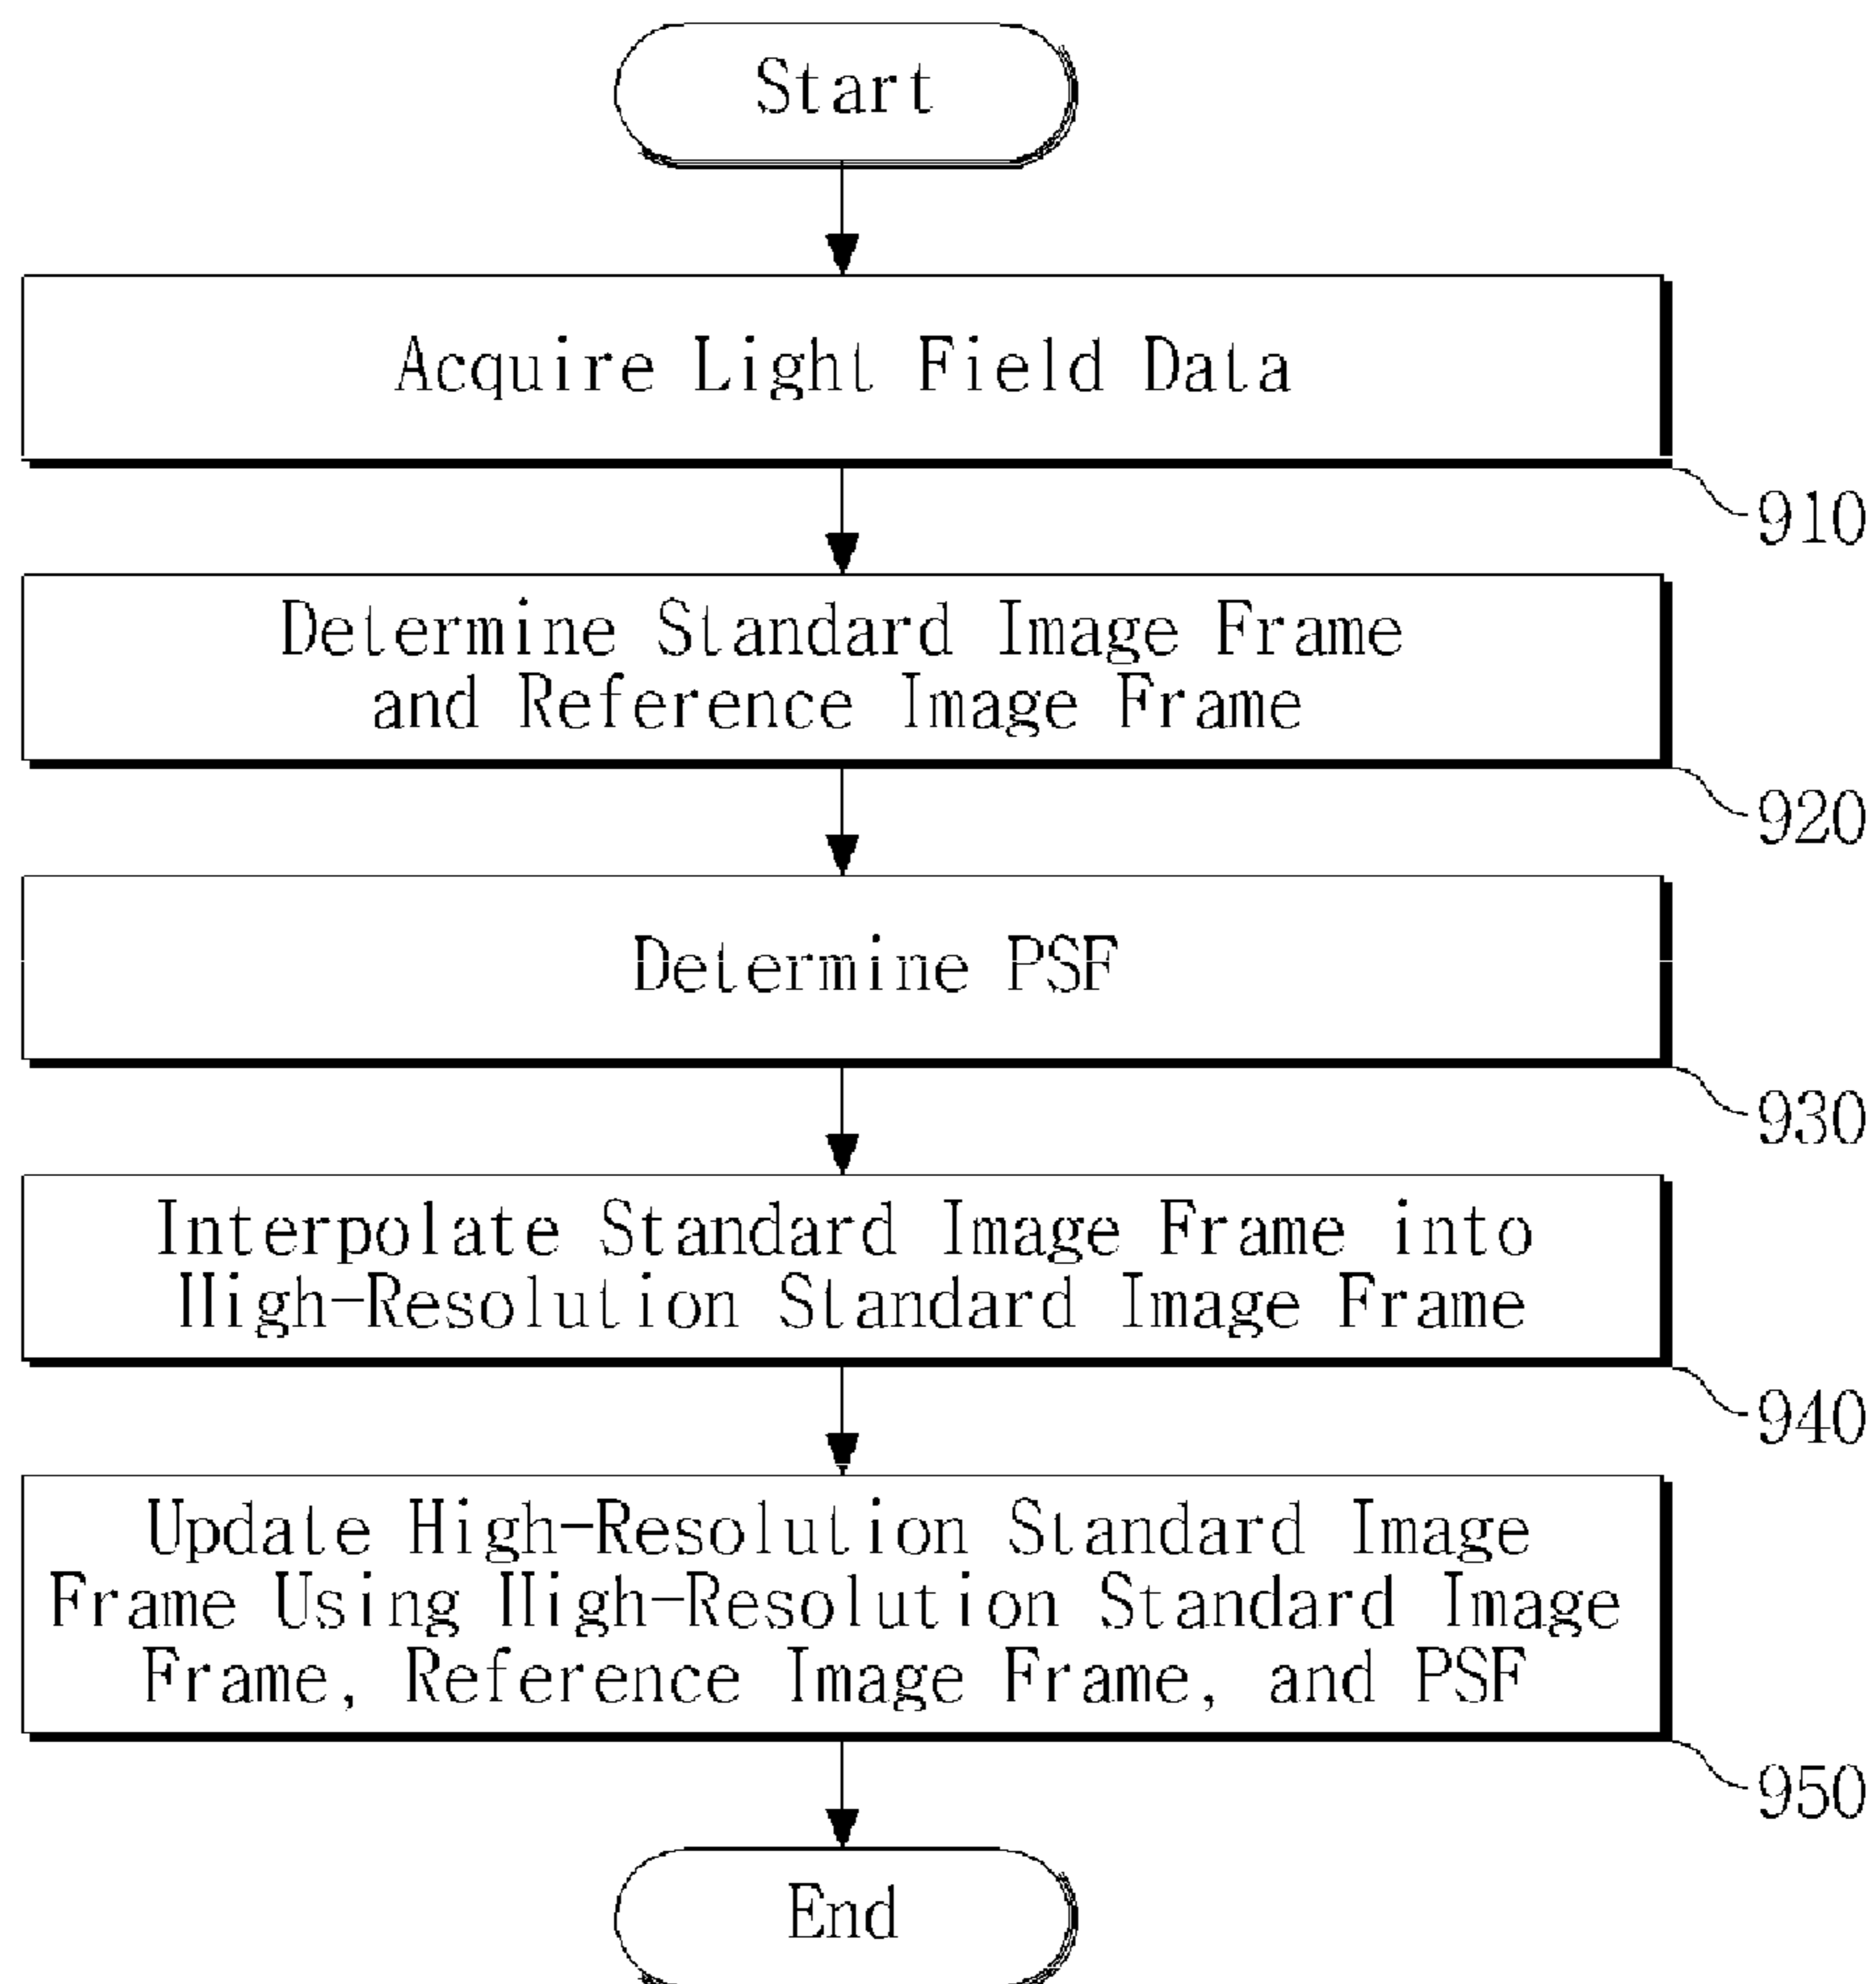 Start
Acquire Light Field Data
910
Determine Standard Image Frame
and Reference Image Frame
920
Determine PSF
930
Interpolate Standard Image Frame into
High-Resolution Standard Image Frame
940
Update High-Resolution Standard Image
Frame Using High-Resolution Standard Image
Frame, Reference Image Frame, and PSF
950
End